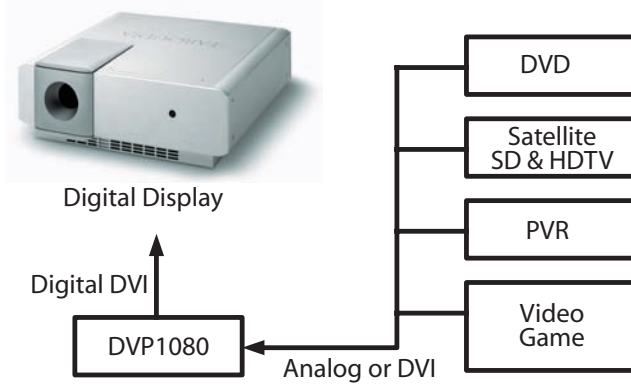 DVD
Satellite
SD & HDTV
PVR
Video
Game
Digital Display
Digital DVI
DVP1080
Analog or DVI